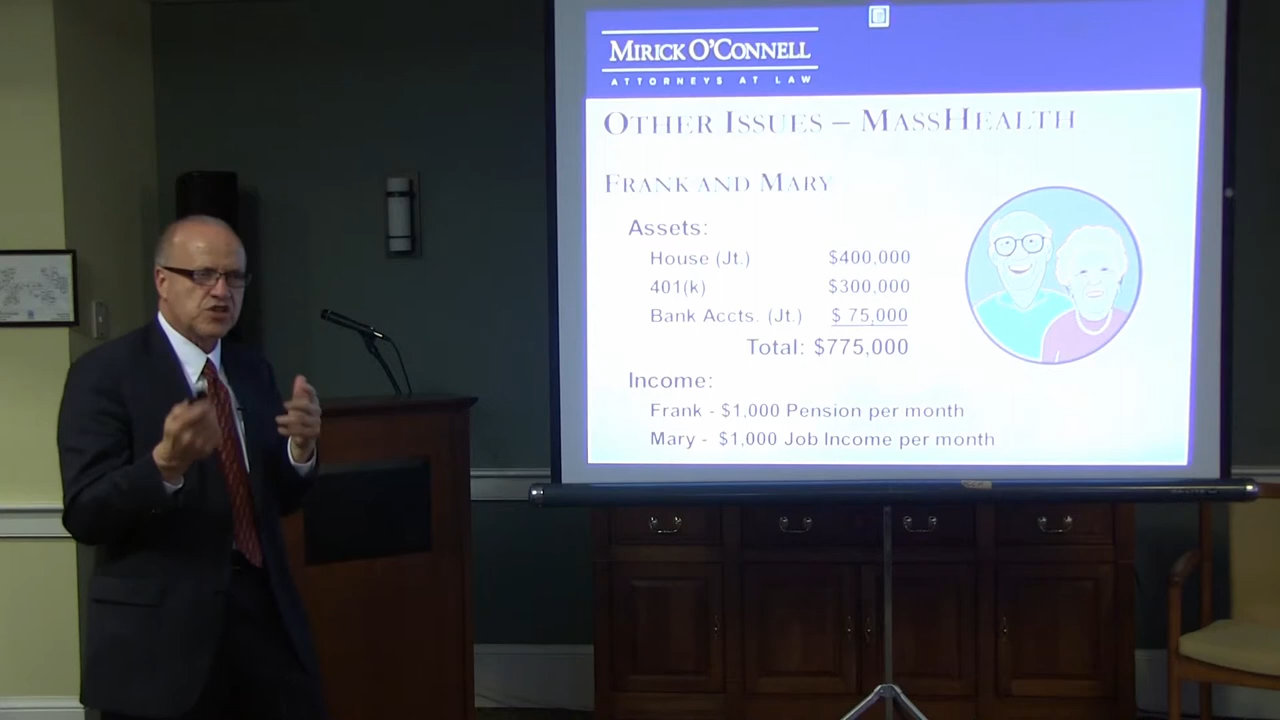 MIRICK O'CONNELL
ATTORNEYS AT LAW
OTHER ISSUES – MASSHEALTH
FRANK AND MARY
Assets:
House (Jt.) $400,000
401(k) $300,000
Bank Accts. (Jt.) $ 75,000
Total: $775,000
Income:
Frank - $1,000 Pension per month
Mary - $1,000 Job Income per month